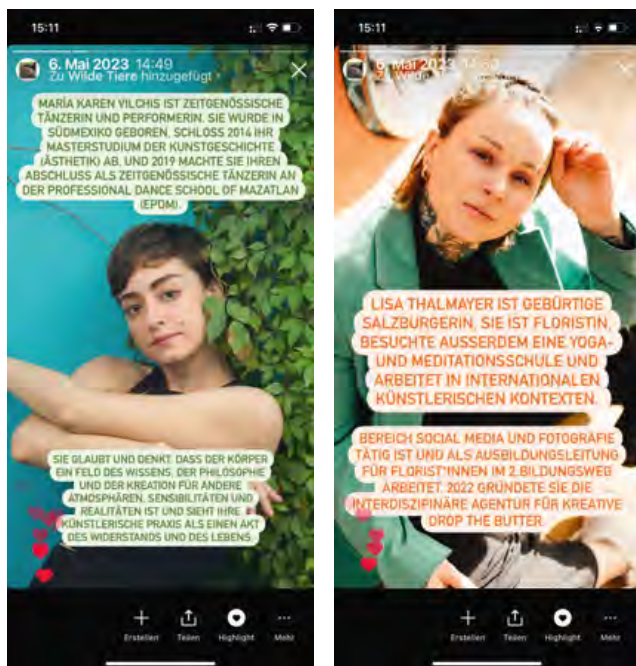 15:11
6. Mai 2023 14:49
Zu Wilde Tiere hinzugefügt
MARÍA KAREN VILCHIS IST ZEITGENÖSSISCHE
TÄNZERIN UND PERFORMERIN. SIE WURDE IN
SÜDMEXIKO GEBOREN, SCHLOSS 2014 IHR
MASTERSTUDIUM DER KUNSTGESCHICHTE
(ÄSTHETIK) AB, UND 2019 MACHTE SIE IHREN
ABSCHLUSS ALS ZEITGENÖSSISCHE TÄNZERIN AN
DER PROFESSIONAL DANCE SCHOOL OF MAZATLAN
(EPDM).
SIE GLAUBT UND DENKT, DASS DER KÖRPER
EIN FELD DES WISSENS, DER PHILOSOPHIE
UND DER KREATION FÜR ANDERE
ATMOSPHÄREN, SENSIBILITÄTEN UND
REALITÄTEN IST UND SIEHT IHRE
KÜNSTLERISCHE PRAXIS ALS EINEN AKT
DES WIDERSTANDS UND DES LEBENS.
Erstellen Teilen Highlight Mehr
15:11
6. Mai 2023
Zu Wilde
LISA THALMAYER IST GEBÜRTIGE
SALZBURGERIN. SIE IST FLORISTIN,
BESUCHTE AUSSERDEM EINE YOGA-
UND MEDITATIONSSCHULE UND
ARBEITET IN INTERNATIONALEN
KÜNSTLERISCHEN KONTEXTEN.
BEREICH SOCIAL MEDIA UND FOTOGRAFIE
TÄTIG IST UND ALS AUSBILDUNGSLEITUNG
FÜR FLORIST*INNEN IM 2.BILDUNGSWEG
ARBEITET. 2022 GRÜNDETE SIE DIE
INTERDISZIPINÄRE AGENTUR FÜR KREATIVE
DROP THE BUTTER.
Erstellen Teilen Highlight Mehr